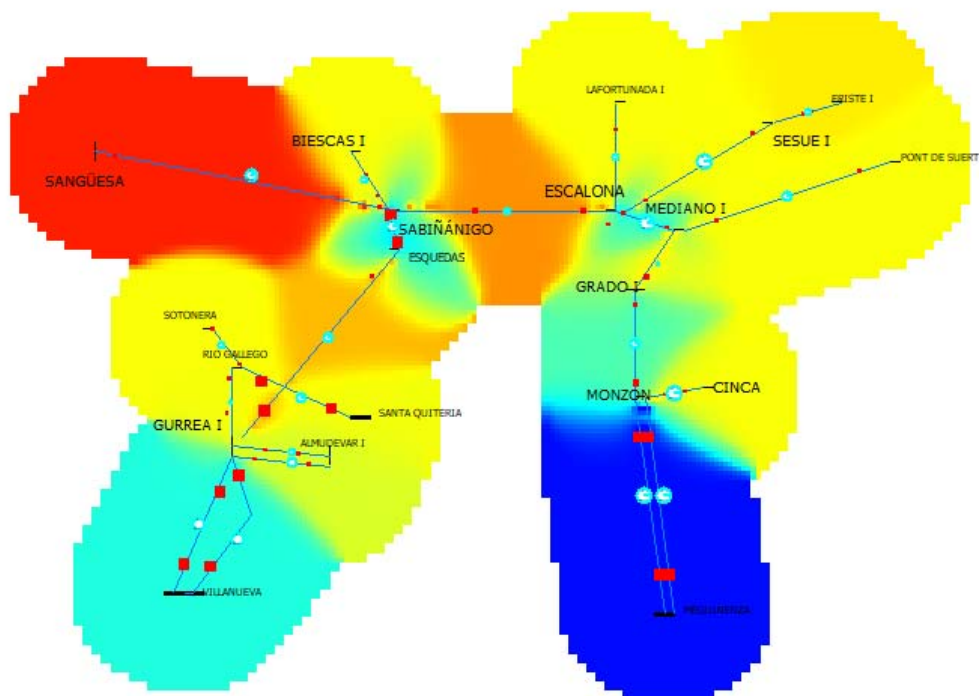 LAFORTUNADA I
ERISTE I
BIESCAS I
SESUE I
PONT DE SUERT
SANGÜESA
ESCALONA
MEDIANO I
SABIÑÁNIGO
ESQUEDAS
GRADO I
SOTONERA
RIO GALLEGO
MONZON
CINCA
SANTA QUITERIA
GURREA I
ALMUDEVAR I
VILLANUEVA
MEQUINENZA